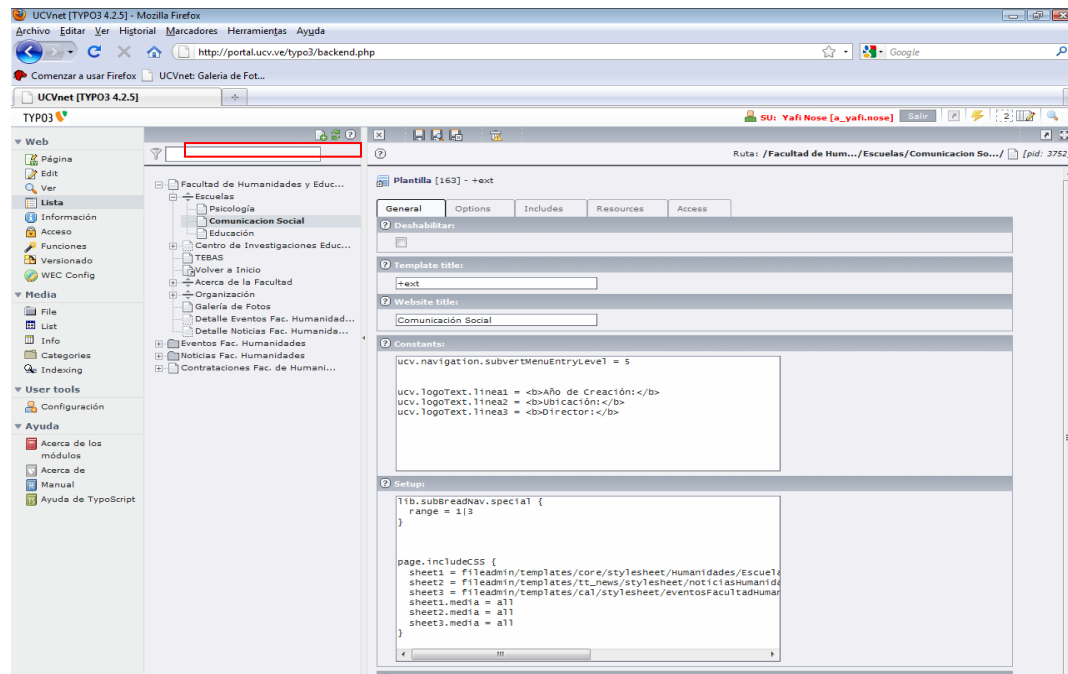 UCVnet [TYPO3 4.2.5] - Mozilla Firefox
Archivo Editar Ver Historial Marcadores Herramientas Ayuda
http://portal.ucv.ve/typo3/backend.php
Google
Comenzar a usar Firefox UCVnet: Galeria de Fot...
UCVnet [TYPO3 4.2.5]
TYPO3
SU: Yafi Nose [a_yafi.nose] Salir 2
Web
Página
Edit
Ver
Lista
Información
Acceso
Funciones
Versionado
WEC Config
Media
File
List
Info
Categories
Indexing
User tools
Configuración
Ayuda
Acerca de los
módulos
Acerca de
Manual
Ayuda de TypoScript
Facultad de Humanidades y Educ...
Escuelas
Psicología
Comunicacion Social
Educación
Centro de Investigaciones Educ...
TEBAS
Volver a Inicio
Acerca de la Facultad
Organización
Galería de Fotos
Detalle Eventos Fac. Humanidad...
Detalle Noticias Fac. Humanida...
Eventos Fac. Humanidades
Noticias Fac. Humanidades
Contrataciones Fac. de Humani...
Ruta: /Facultad de Hum.../Escuelas/Comunicacion So.../ [pid: 3752
Plantilla [163] - +ext
General Options Includes Resources Access
Deshabilitar:
Template title:
+ext
Website title:
Comunicación Social
Constants:
ucv.navigation.subvertMenuEntryLevel = 5
ucv.logoText.linea1 = <b>Año de Creación:</b>
ucv.logoText.linea2 = <b>Ubicación:</b>
ucv.logoText.linea3 = <b>Director:</b>
Setup:
lib.subBreadNav.special {
range = 1|3
}
page.includeCSS {
sheet1 = fileadmin/templates/core/stylesheet/Humanidades/Escuela
sheet2 = fileadmin/templates/tt_news/stylesheet/noticiasHumanida
sheet3 = fileadmin/templates/cal/stylesheet/eventosFacultadHuman
sheet1.media = all
sheet2.media = all
sheet3.media = all
}